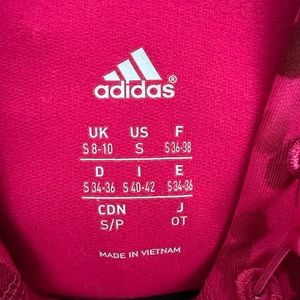 adidas®
UK US F
S 8-10 S S 36-38
D I E
S 34-36 S 40-42 S 34-36
CDN J
S/P OT
MADE IN VIETNAM